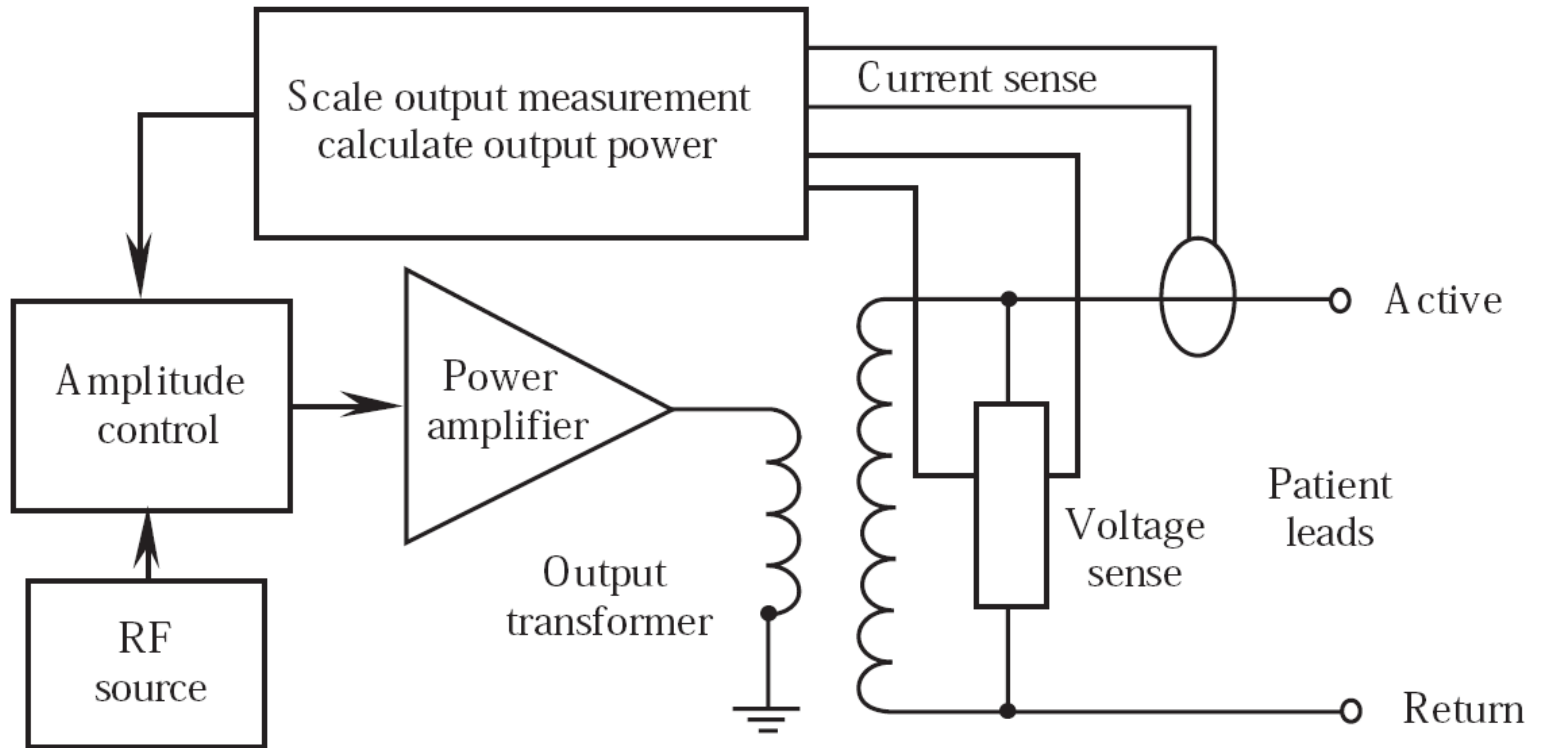 Scale output measurement
calculate output power
Current sense
Active
Amplitude
control
Power
amplifier
Patient
leads
Voltage
sense
Output
transformer
RF
source
Return